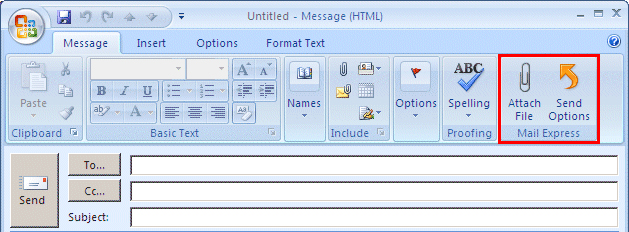 Untitled - Message (HTML)
Message Insert Options Format Text
Paste
Clipboard
Basic Text
Names
Include
Options
ABC
Spelling
Proofing
Attach File
Send Options
Mail Express
Send
To...
Cc...
Subject: